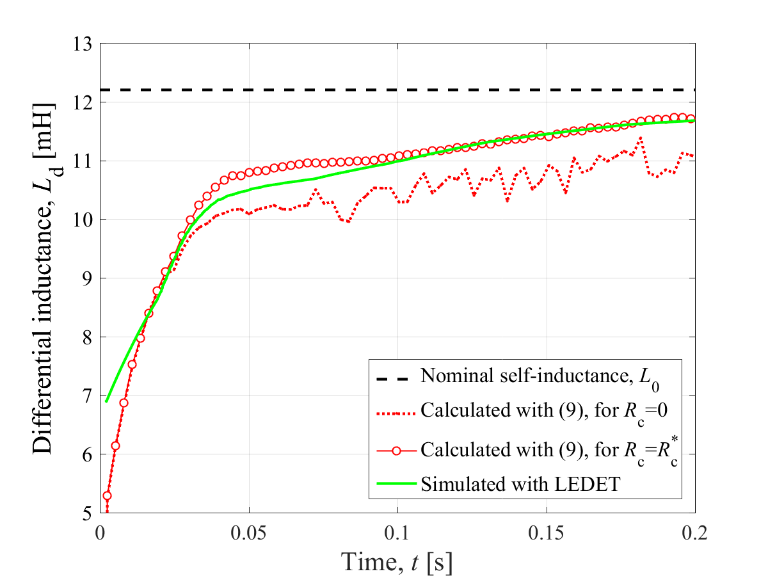 13
12
11
10
9
8
7
6
5
Differential inductance, L_d [mH]
Nominal self-inductance, L_0
Calculated with (9), for R_c=0
Calculated with (9), for R_c=R_c^*
Simulated with LEDET
0 0.05 0.1 0.15 0.2
Time, t [s]